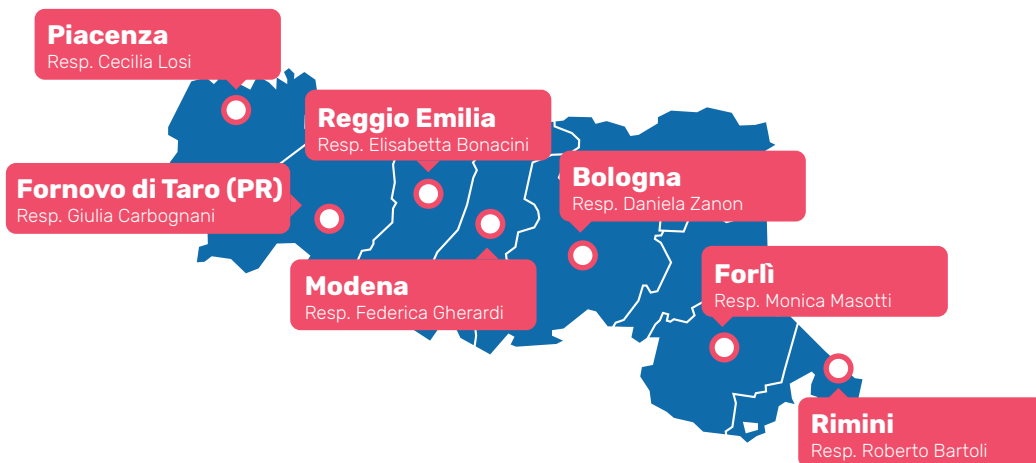 Piacenza
Resp. Cecilia Losi
Reggio Emilia
Resp. Elisabetta Bonacini
Fornovo di Taro (PR)
Resp. Giulia Carbognani
Bologna
Resp. Daniela Zanon
Modena
Resp. Federica Gherardi
Forlì
Resp. Monica Masotti
Rimini
Resp. Roberto Bartoli